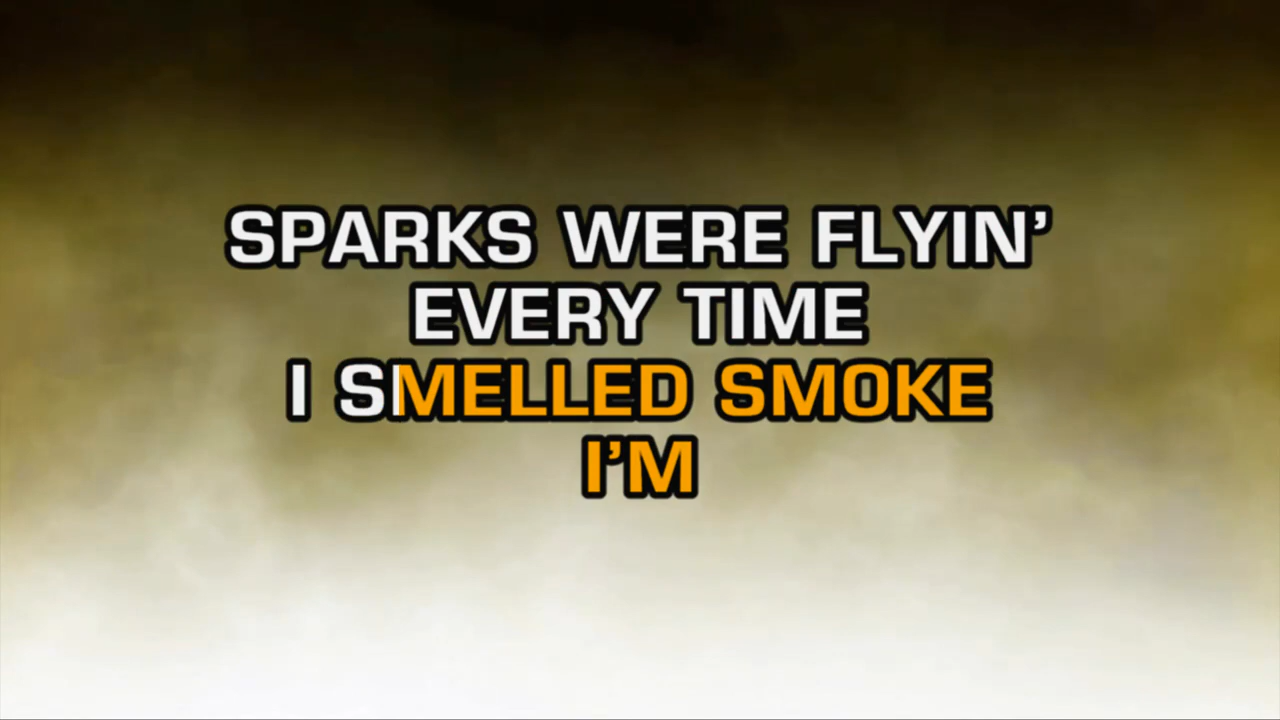 SPARKS WERE FLYIN’
EVERY TIME
I SMELLED SMOKE
I’M